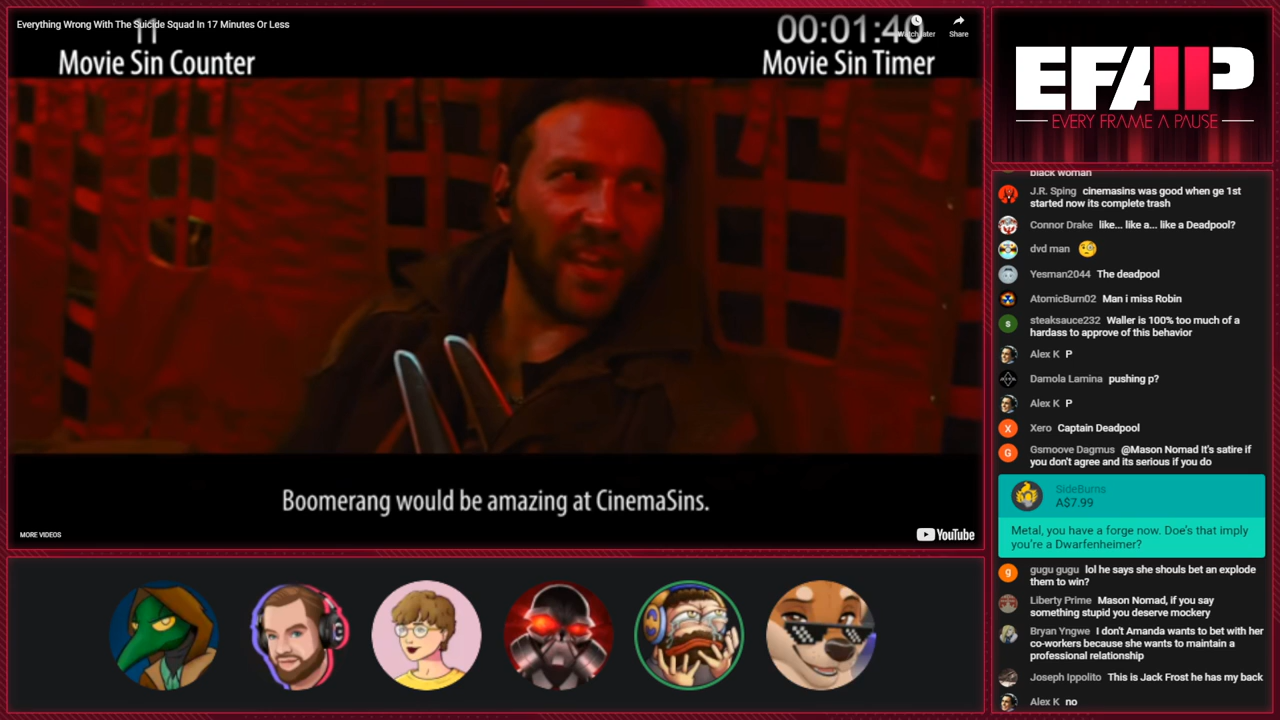 Everything Wrong With The Suicide Squad In 17 Minutes Or Less
11
Movie Sin Counter
00:01:40
Movie Sin Timer
Watch later
Share
Boomerang would be amazing at CinemaSins.
MORE VIDEOS
YouTube
EFAP
EVERY FRAME A PAUSE
black woman
J.R. Sping cinemasins was good when ge 1st
started now its complete trash
Connor Drake like... like a... like a Deadpool?
dvd man 🧐
Yesman2044 The deadpool
AtomicBurn02 Man i miss Robin
steaksauce232 Waller is 100% too much of a
hardass to approve of this behavior
Alex K P
Damola Lamina pushing p?
Alex K P
X Xero Captain Deadpool
G Gsmoove Dagmus @Mason Nomad It's satire if
you don't agree and its serious if you do
SideBurns
A$7.99
Metal, you have a forge now. Doe's that imply
you're a Dwarfenheimer?
g gugu gugu lol he says she shouls bet an explode
them to win?
Liberty Prime Mason Nomad, if you say
something stupid you deserve mockery
Bryan Yngwe I don't Amanda wants to bet with her
co-workers because she wants to maintain a
professional relationship
Joseph Ippolito This is Jack Frost he has my back
Alex K no